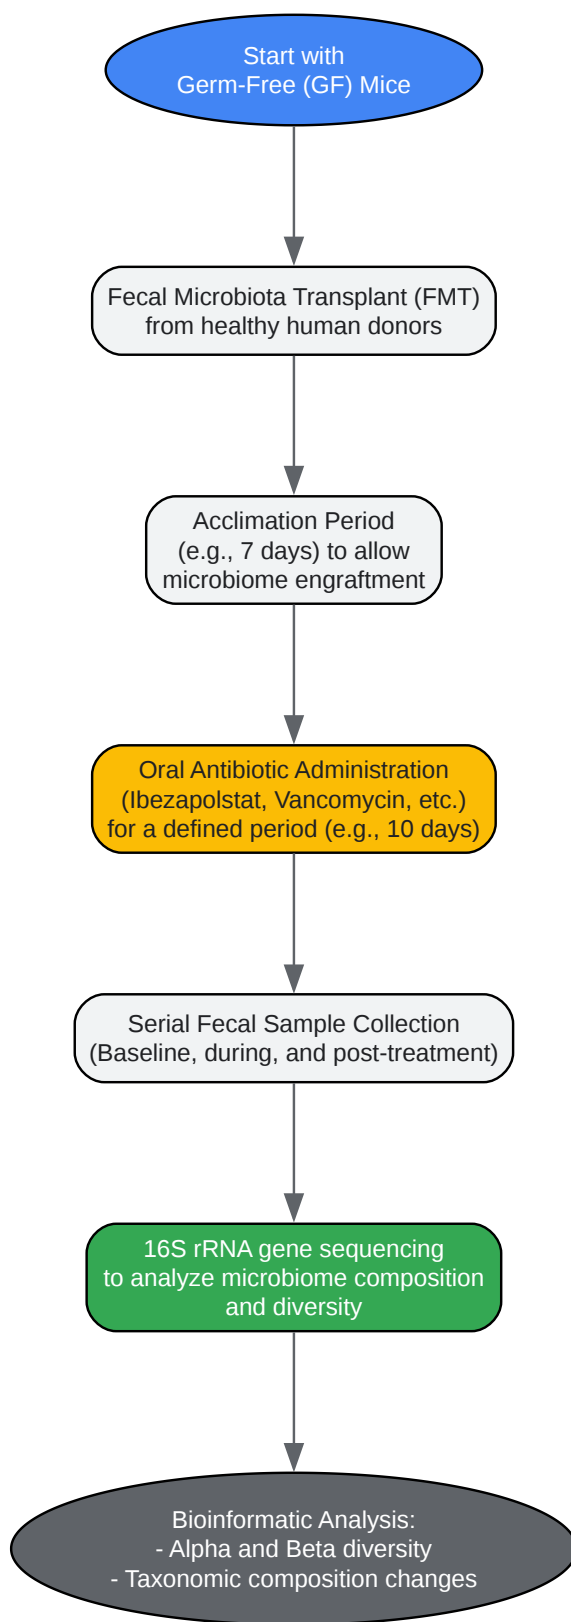 Start with
Germ-Free (GF) Mice
Fecal Microbiota Transplant (FMT)
from healthy human donors
Acclimation Period
(e.g., 7 days) to allow
microbiome engraftment
Oral Antibiotic Administration
(Ibezapolstat, Vancomycin, etc.)
for a defined period (e.g., 10 days)
Serial Fecal Sample Collection
(Baseline, during, and post-treatment)
16S rRNA gene sequencing
to analyze microbiome composition
and diversity
Bioinformatic Analysis:
- Alpha and Beta diversity
- Taxonomic composition changes